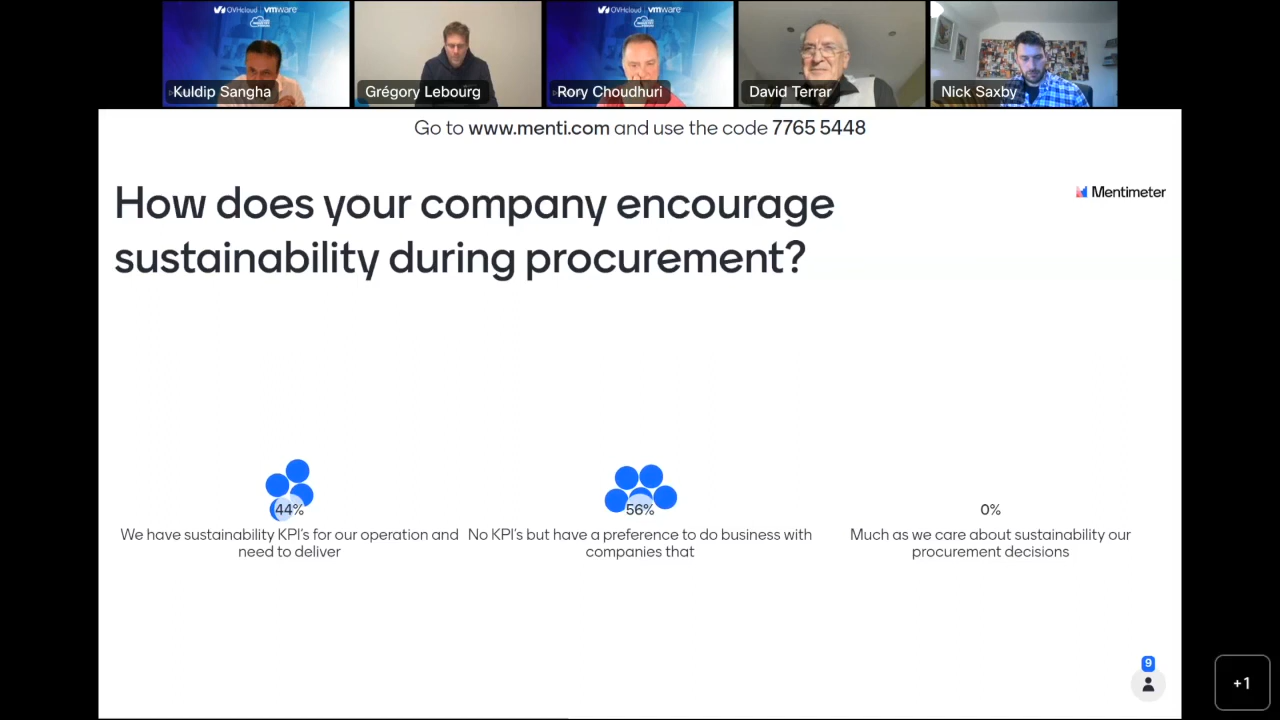 OVHcloud | vmware
OVHcloud | vmware
Kuldip Sangha
Grégory Lebourg
Rory Choudhuri
David Terrar
Nick Saxby
Go to www.menti.com and use the code 7765 5448
How does your company encourage
sustainability during procurement?
Mentimeter
44%
56%
0%
We have sustainability KPI's for our operation and
need to deliver
No KPI's but have a preference to do business with
companies that
Much as we care about sustainability our
procurement decisions
9
+1